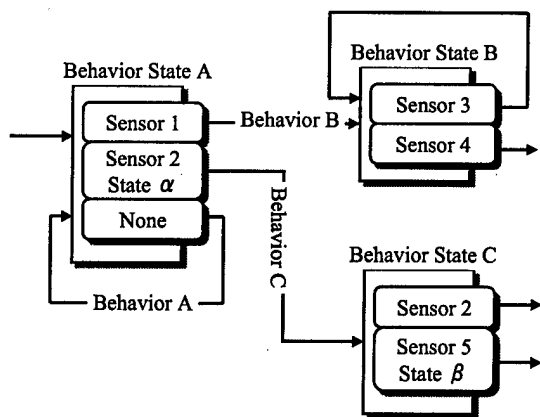 Behavior State A
Sensor 1
Sensor 2
State α
None
Behavior A
Behavior B
Behavior C
Behavior State B
Sensor 3
Sensor 4
Behavior State C
Sensor 2
Sensor 5
State β